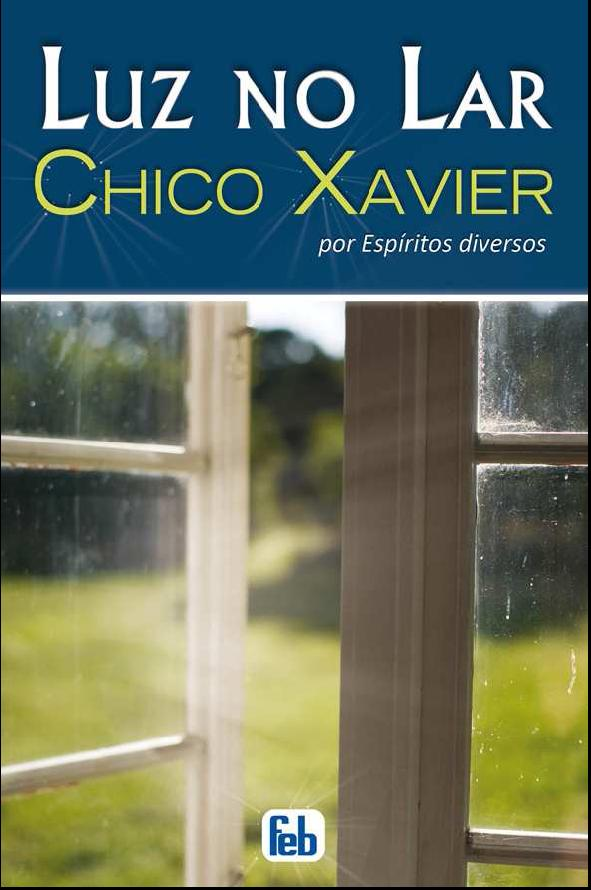 LUZ NO LAR
CHICO XAVIER
por Espíritos diversos
feb